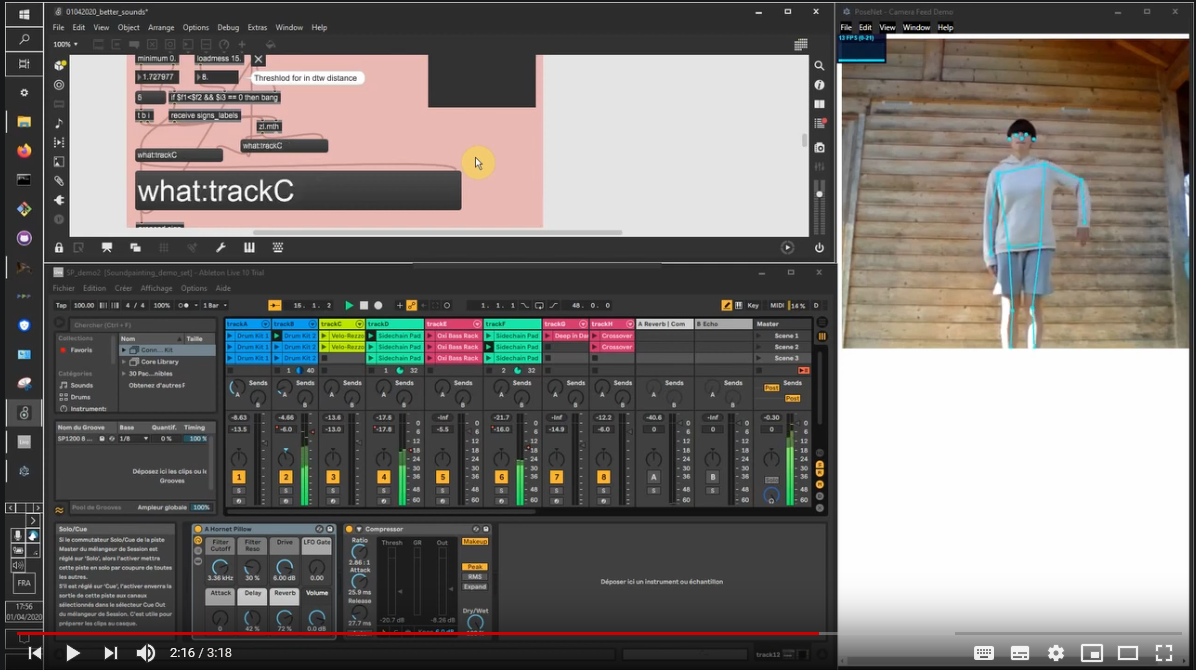 01042020_better_sounds*
File Edit View Object Arrange Options Debug Extras Window Help
100%
minimum 0. loadmess 15.
1.727877 8. Threshlod for in dtw distance
5 if $f1<$f2 && $i3 == 0 then bang
t b i receive signs_labels
zl.mth
what:trackC
what:trackC
what:trackC
PoseNet - Camera Feed Demo
File Edit View Window Help
12 FPS (0-21)
SP_demo2 [Soundpainting_demo_set] - Ableton Live 10 Trial
Fichier Edition Créer Affichage Options Aide
Tap 100.00 4 / 4 100% 1 Bar 15. 1. 2 1. 1. 1 48. 0. 0 Key MIDI 14 % D
Chercher (Ctrl + F)
Collections
Favoris
Catégories
Sounds
Drums
Instruments
Nom Taille
Core Library
30 Pac...nibles
Obtenez d'autres F
trackA trackB trackC trackD trackE trackF trackG trackH A Reverb | Com B Echo Master
Drum Kit 1 Drum Kit 2 Velo-Rezzo Sidechain Pad Oxi Bass Rack Sidechain Pad Deep in Da Crossover Scene 1
Drum Kit 1 Drum Kit 2 Velo-Rezzo Sidechain Pad Oxi Bass Rack Sidechain Pad Crossover Scene 2
Drum Kit 1 Drum Kit 2 Sidechain Pad Oxi Bass Rack Sidechain Pad Scene 3
1 40 1 32 2 32
Sends Sends Sends Sends Sends Sends Sends Sends Sends Sends Sends
Post
Post
-8.63 -4.66 -13.6 -17.5 -Inf -21.7 -Inf -12.2 -40.6 -Inf -0.30
-13.5 -6.0 -13.0 -17.8 -5.5 -16.0 -14.9 -6.0 0 0 0
1 2 3 4 5 6 7 8 A B
Nom du Groove Base Quantif. Timing
SP1200 8 ... 1/8 0 % 100 %
Déposez ici les clips ou le
Grooves
Pool de Grooves Ampleur globale 100%
Solo/Cue
Si le commutateur Solo/Cue de la piste
Master du mélangeur de Session est
réglé sur 'Solo', alors l'activer mettre
cette piste en solo par coupure de toutes
les autres.
S'il est réglé sur 'Cue', l'activer enverra le
sortie de cette piste aux canaux
sélectionnés dans le sélecteur Cue Out
du mélangeur de Session. C'est utile pour
préparer les clips au casque.
A Hornet Pillow
Filter Cutoff Filter Reso Drive LFO Gate
3.36 kHz 30 % 6.00 dB 0.00
Attack Delay Reverb Volume
0 42 % 72 % 0.0 dB
Compressor
Ratio
2.86 : 1
Attack
25.9 ms
Release
27.7 ms
Thresh GR Out
-20.7 dB -8.26 dB
Makeup
Peak
RMS
Expand
Dry/Wet
Déposer ici un Instrument ou échantillon
track12
FRA
17:56
01/04/2020
2:16 / 3:18